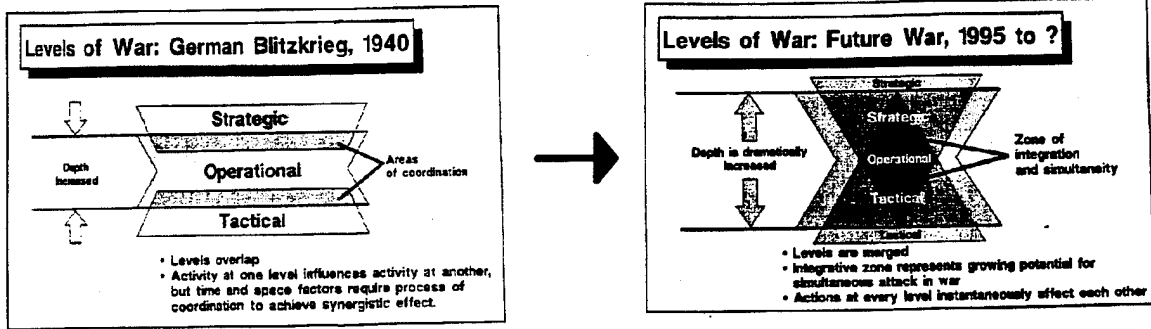 Levels of War: German Blitzkrieg, 1940
Strategic
Depth
Increased
Operational
Areas
of coordination
Tactical
• Levels overlap
• Activity at one level influences activity at another,
but time and space factors require process of
coordination to achieve synergistic effect.
Levels of War: Future War, 1995 to ?
Strategic
Strategic
Depth is dramatically
increased
Operational
Zone of
integration
and simultaneity
Tactical
Tactical
• Levels are merged
• Integrative zone represents growing potential for
simultaneous attack in war
• Actions at every level instantaneously affect each other